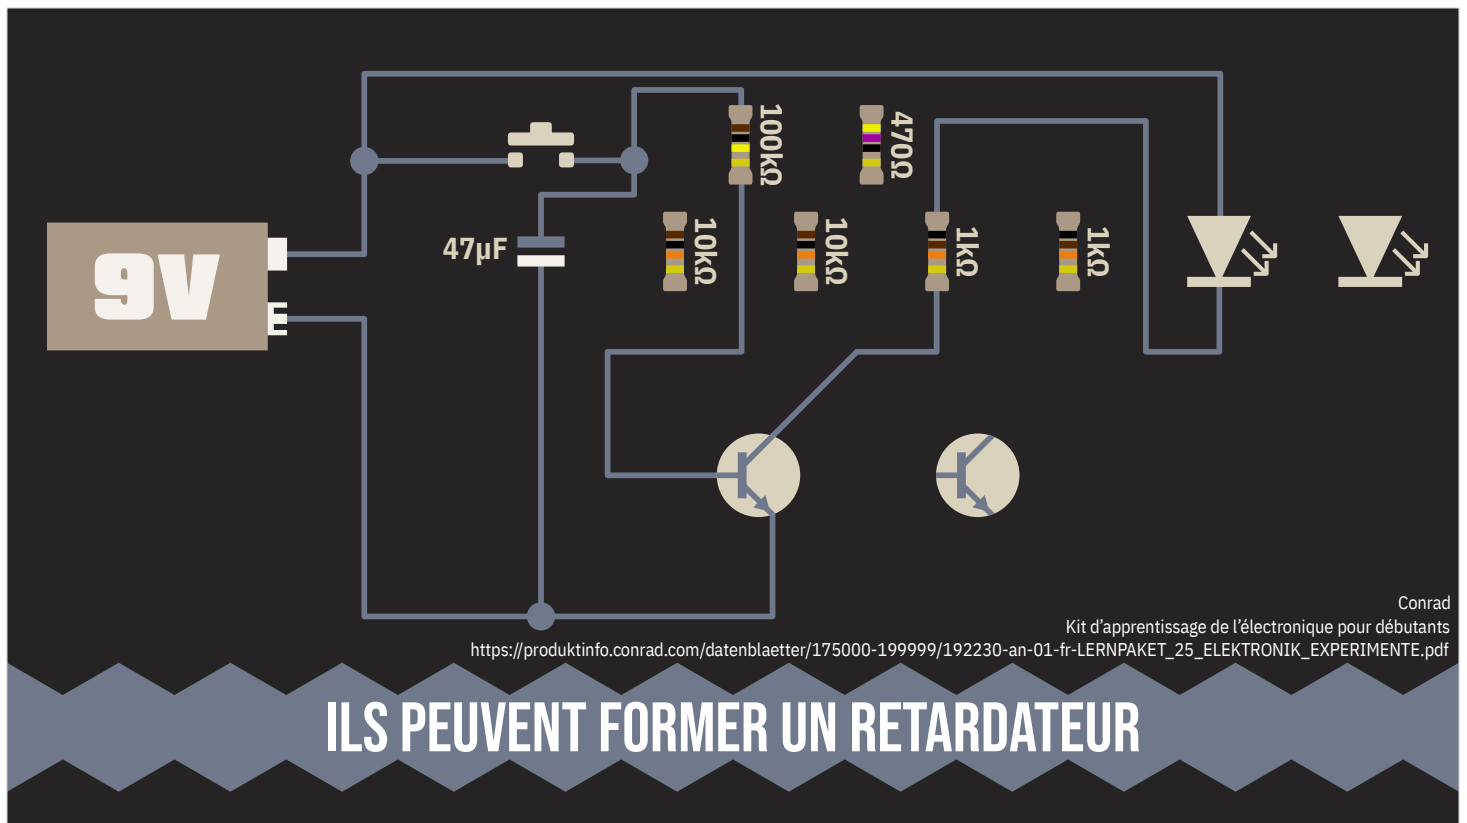 100kΩ
470Ω
9V
47µF
10kΩ
10kΩ
1kΩ
1kΩ
Conrad
Kit d’apprentissage de l’électronique pour débutants
https://produktinfo.conrad.com/datenblaetter/175000-199999/192230-an-01-fr-LERNPAKET_25_ELEKTRONIK_EXPERIMENTE.pdf
ILS PEUVENT FORMER UN RETARDATEUR